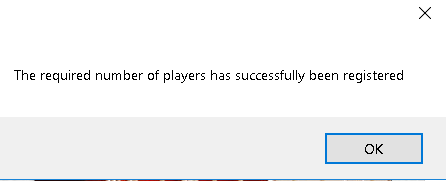 The required number of players has successfully been registered
OK